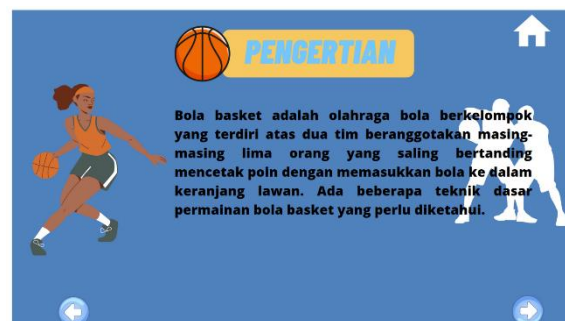 PENGERTIAN
Bola basket adalah olahraga bola berkelompok
yang terdiri atas dua tim beranggotakan masing-
masing lima orang yang saling bertanding
mencetak poin dengan memasukkan bola ke dalam
keranjang lawan. Ada beberapa teknik dasar
permainan bola basket yang perlu diketahui.